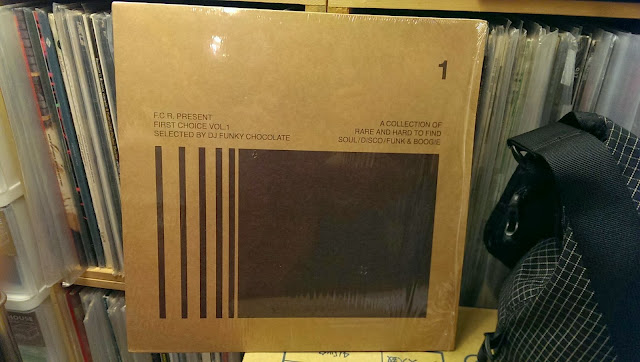 1
F.C.R. PRESENT
FIRST CHOICE VOL.1
SELECTED BY DJ FUNKY CHOCOLATE
A COLLECTION OF
RARE AND HARD TO FIND
SOUL/DISCO/FUNK & BOOGIE